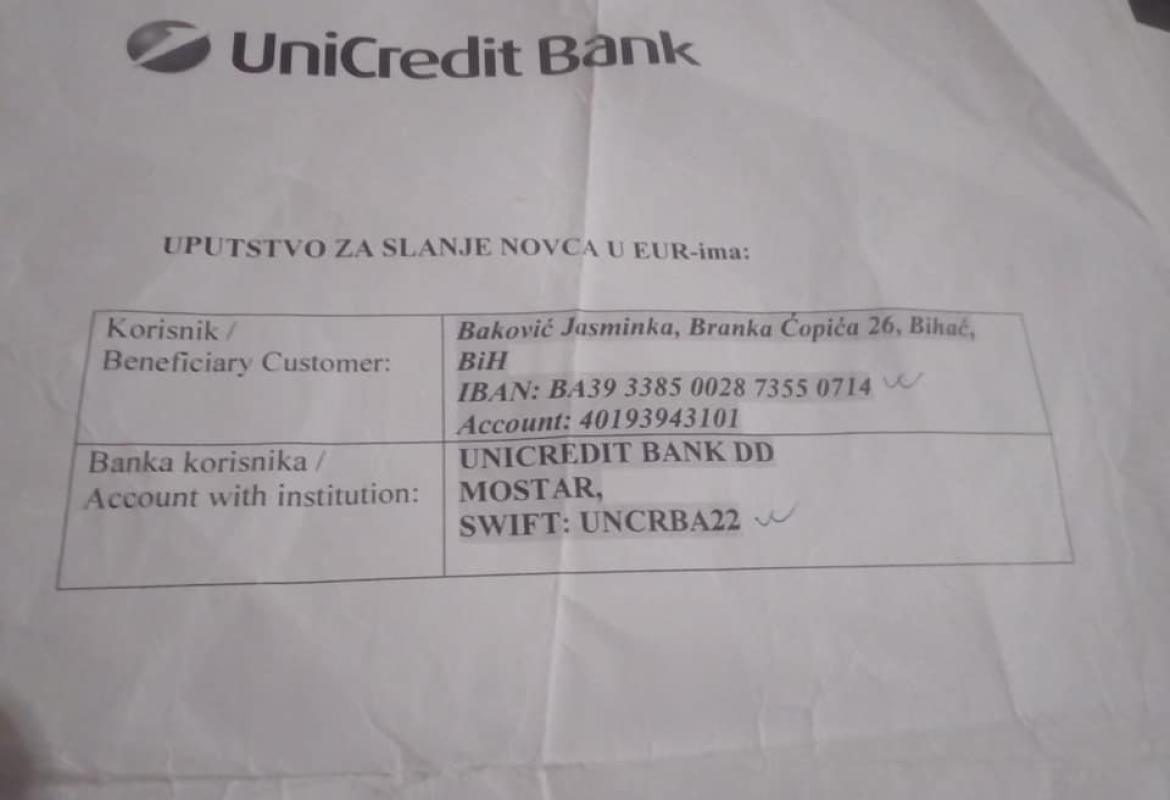 UniCredit Bank
UPUTSTVO ZA SLANJE NOVCA U EUR-ima:
Korisnik /
Beneficiary Customer:
Baković Jasminka, Branka Ćopića 26, Bihać,
BiH
IBAN: BA39 3385 0028 7355 0714
Account: 40193943101
Banka korisnika /
Account with institution:
UNICREDIT BANK DD
MOSTAR,
SWIFT: UNCRBA22